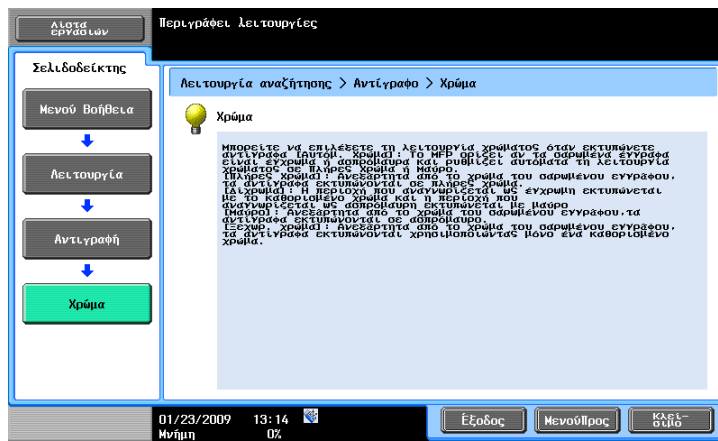 Λίστα
εργασιών
Περιγράφει λειτουργίες
Σελιδοδείκτης
Μενού Βοήθεια
Λειτουργία
Αντιγραφή
Χρώμα
Λειτουργία αναζήτησης > Αντίγραφο > Χρώμα
Χρώμα
Μπορείτε να επιλέξετε τη λειτουργία χρώματος όταν εκτυπώνετε
αντίγραφα [Αυτόμ. Χρώμα]: Το MFP ορίζει αν τα σαρωμένα έγγραφα
είναι έγχρωμα ή ασπρόμαυρα και ρυθμίζει αυτόματα τη λειτουργία
χρώματος σε Πλήρες Χρώμα ή Μαύρο.
[Πλήρες Χρώμα]: Ανεξάρτητα από το χρώμα του σαρωμένου εγγράφου,
τα αντίγραφα εκτυπώνονται σε πλήρες χρώμα.
[Διχρωμία]: Η περιοχή που αναγνωρίζεται ως έγχρωμη εκτυπώνεται
με το καθορισμένο χρώμα και η περιοχή που
αναγνωρίζεται ως ασπρόμαυρη εκτυπώνεται με μαύρο
[Μαύρο]: Ανεξάρτητα από το χρώμα του σαρωμένου εγγράφου,τα
αντίγραφα εκτυπώνονται σε ασπρόμαυρο.
[Ξεχωρ. χρώμα]: Ανεξάρτητα από το χρώμα του σαρωμένου εγγράφου,
τα αντίγραφα εκτυπώνονται χρησιμοποιώντας μόνο ένα καθορισμένο
χρώμα.
01/23/2009 13:14
Μνήμη 0%
Έξοδος
ΜενούΠρος
Κλεί-
σιμο